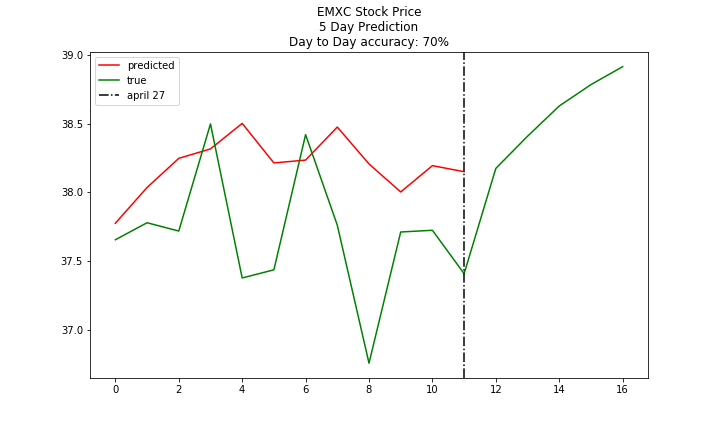 EMXC Stock Price
5 Day Prediction
Day to Day accuracy: 70%
predicted
true
april 27
39.0
38.5
38.0
37.5
37.0
0 2 4 6 8 10 12 14 16